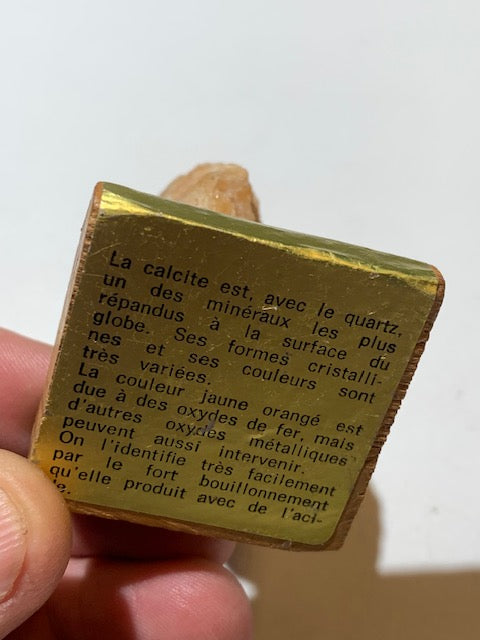 La calcite est, avec le quartz,
un des minéraux les plus
répandus à la surface du
globe. Ses formes cristalli-
nes et ses couleurs sont
très variées.
La couleur jaune orangé est
due à des oxydes de fer, mais
d'autres oxydes métalliques
peuvent aussi intervenir.
On l'identifie très facilement
par le fort bouillonnement
qu'elle produit avec de l'aci-